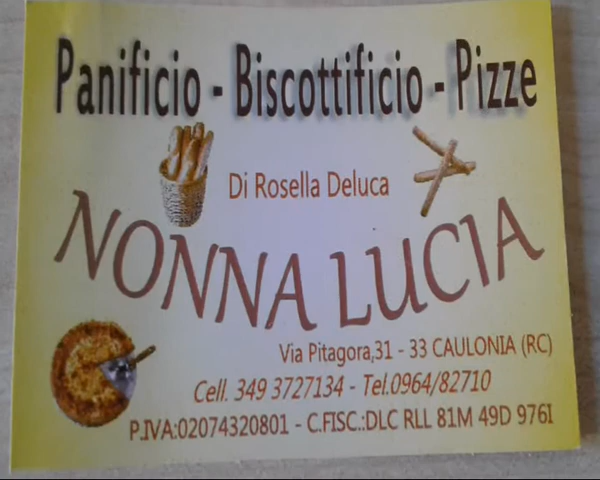 Panificio - Biscottificio - Pizze
Di Rosella Deluca
NONNA LUCIA
Via Pitagora,31 - 33 CAULONIA (RC)
Cell. 349 3727134 - Tel.0964/82710
P.IVA:02074320801 - C.FISC.:DLC RLL 81M 49D 976I